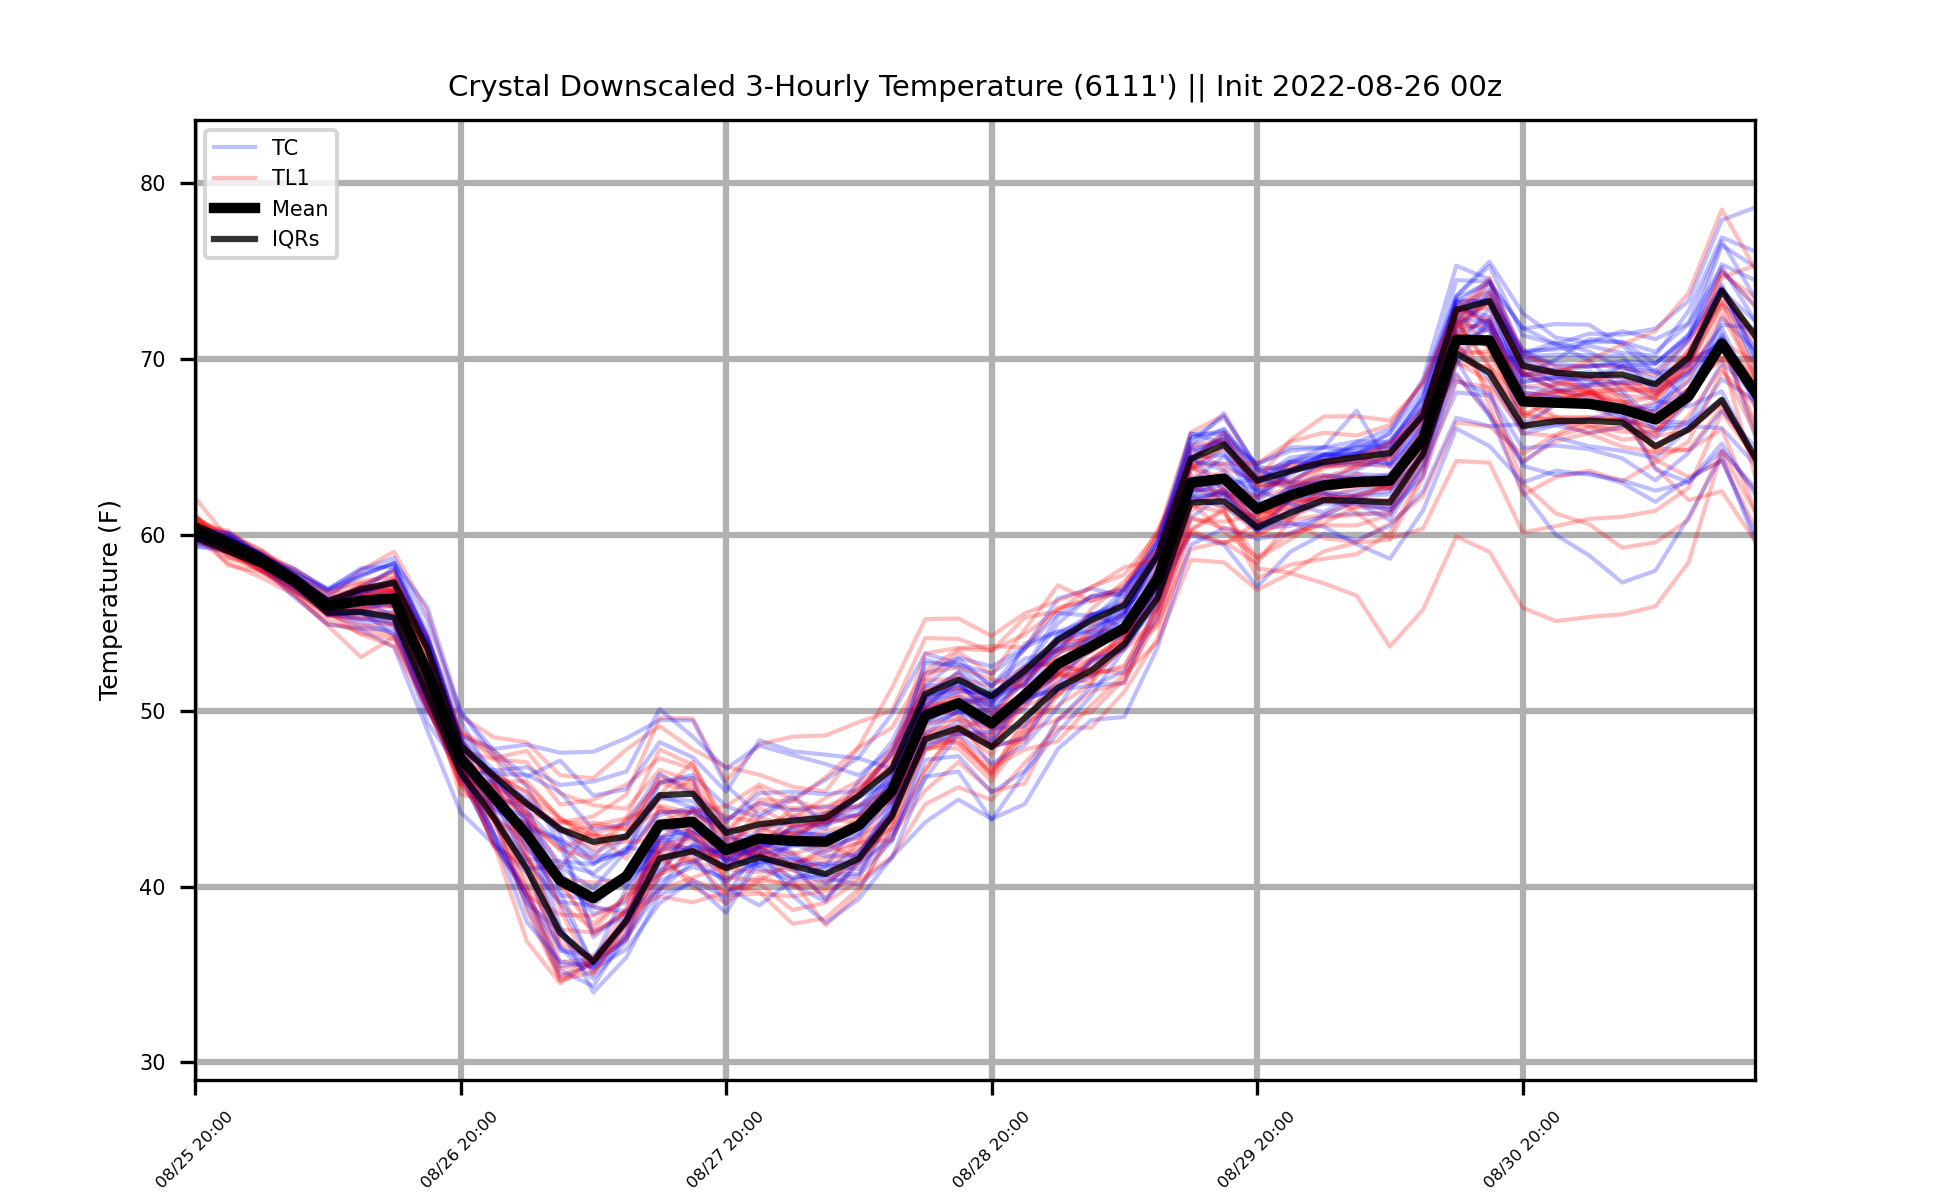 Crystal Downscaled 3-Hourly Temperature (6111') || Init 2022-08-26 00z
TC
TL1
Mean
IQRs
Temperature (F)
80
70
60
50
40
30
08/25 20:00
08/26 20:00
08/27 20:00
08/28 20:00
08/29 20:00
08/30 20:00